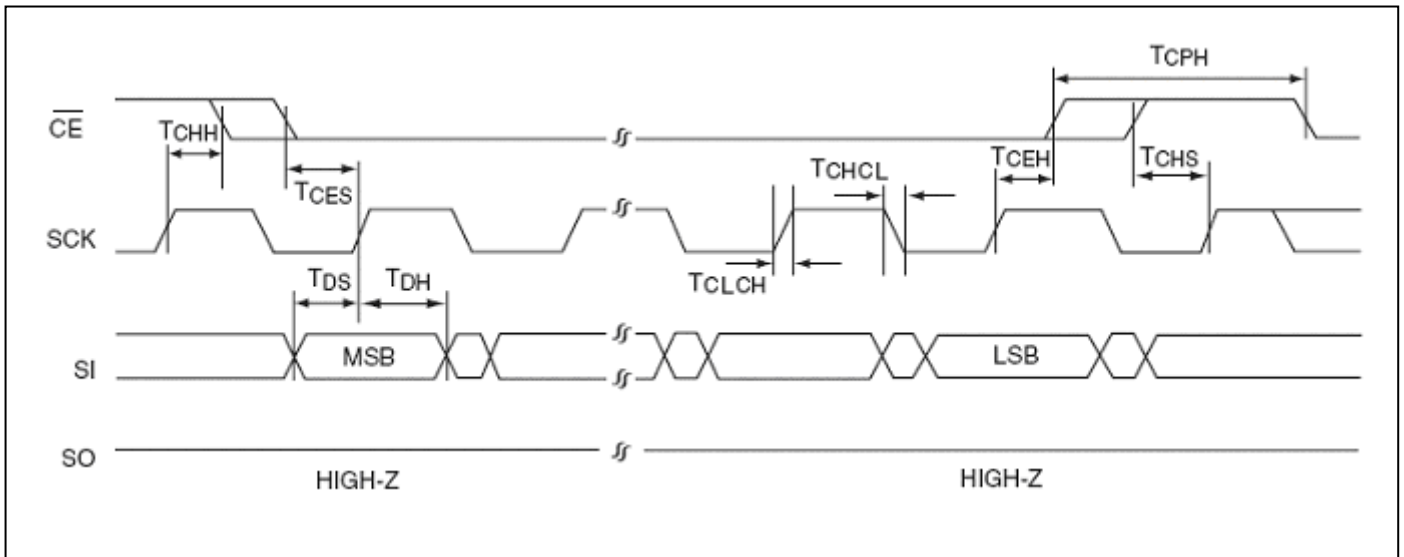 TCPH
CE
TCHH
TCES
TCHCL
TCEH
TCHS
SCK
TCLCH
TDS
TDH
SI
MSB
LSB
SO
HIGH-Z
HIGH-Z